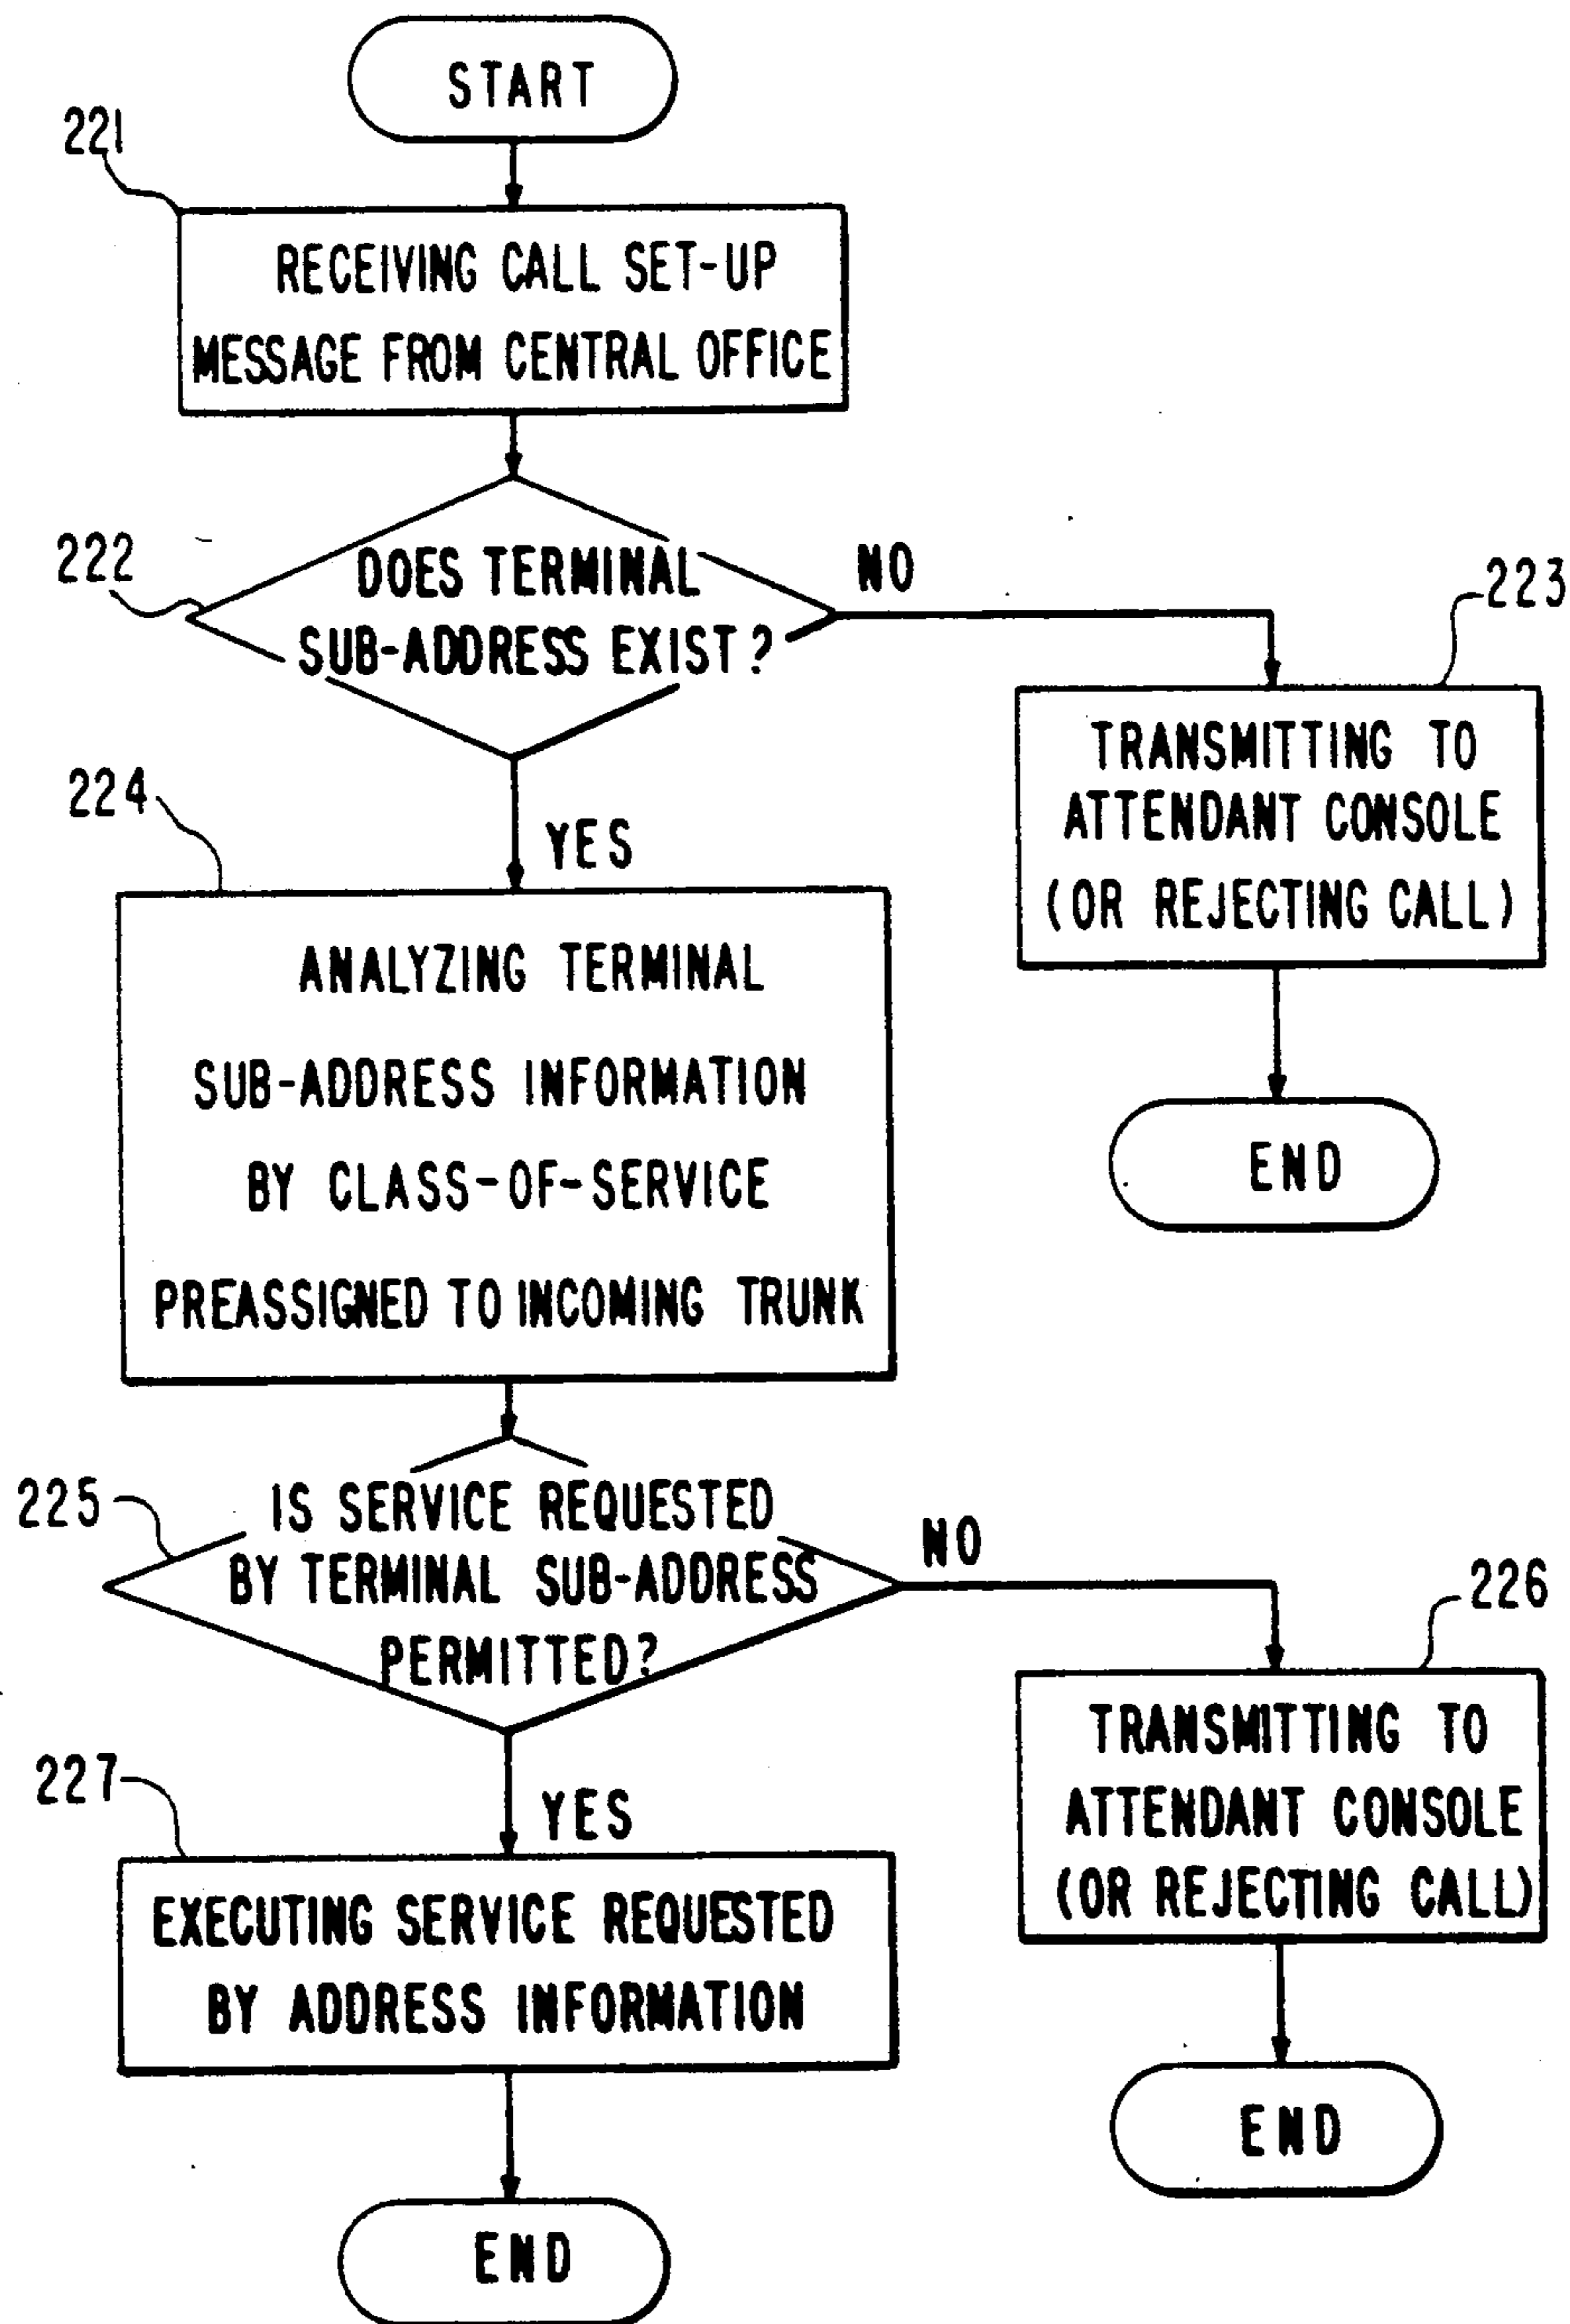 START
221
RECEIVING CALL SET-UP
MESSAGE FROM CENTRAL OFFICE
222
DOES TERMINAL
SUB-ADDRESS EXIST?
NO
223
TRANSMITTING TO
ATTENDANT CONSOLE
(OR REJECTING CALL)
END
YES
224
ANALYZING TERMINAL
SUB-ADDRESS INFORMATION
BY CLASS-OF-SERVICE
PREASSIGNED TO INCOMING TRUNK
225
IS SERVICE REQUESTED
BY TERMINAL SUB-ADDRESS
PERMITTED?
NO
226
TRANSMITTING TO
ATTENDANT CONSOLE
(OR REJECTING CALL)
END
YES
227
EXECUTING SERVICE REQUESTED
BY ADDRESS INFORMATION
END